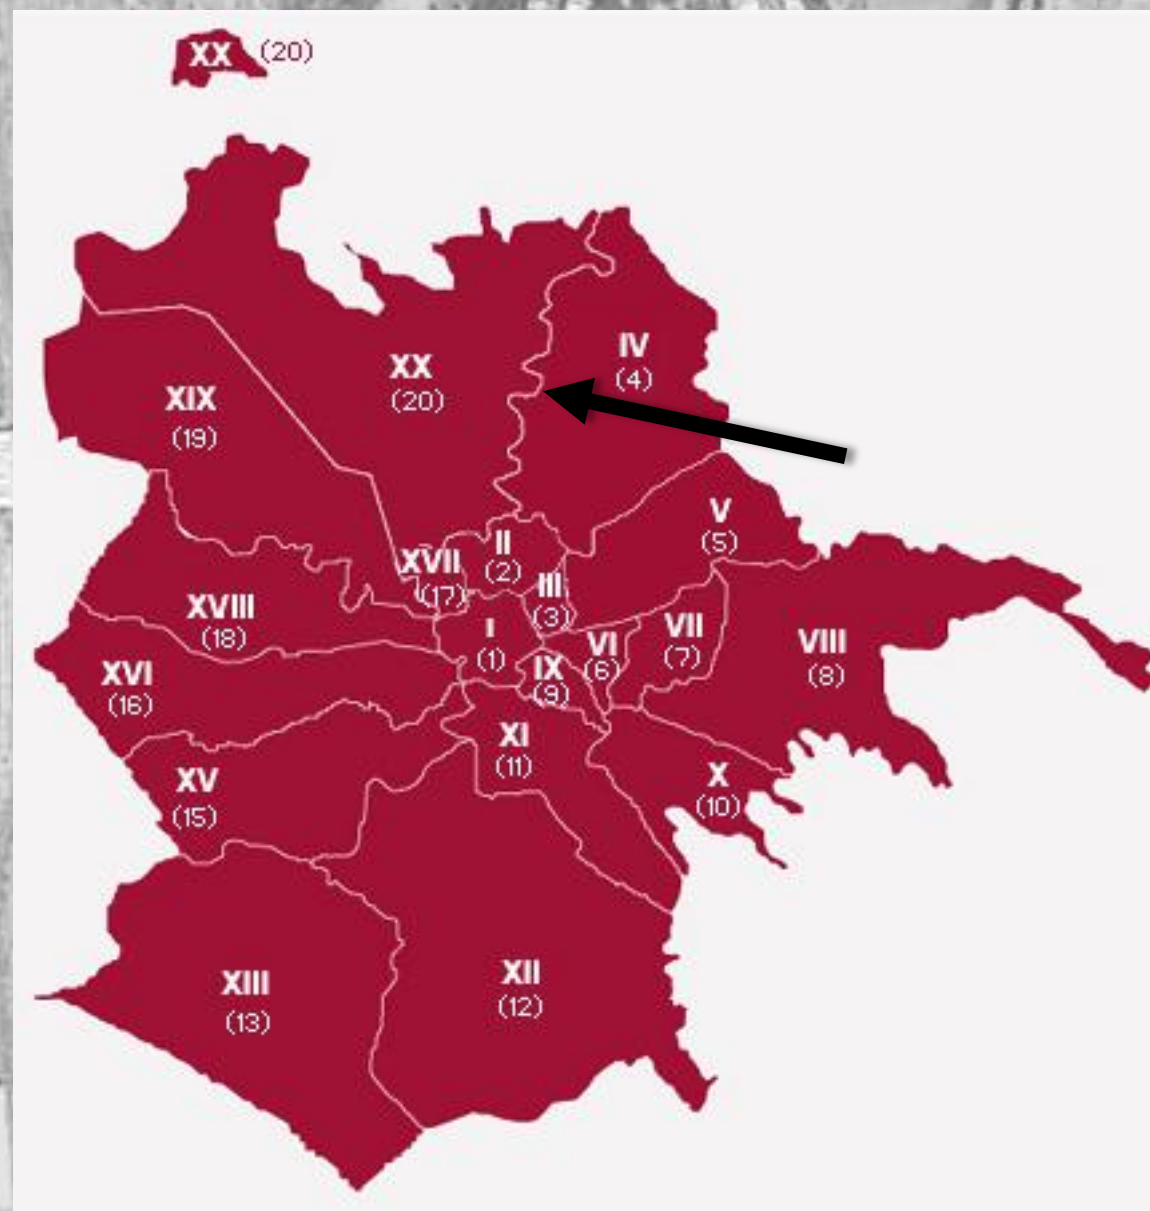 XX (20)
IV
(4)
XX
(20)
XIX
(19)
V
(5)
II
(2)
XVII
(17)
III
(3)
XVIII
(18)
I
(1)
VI
(6)
VII
(7)
VIII
(8)
IX
(9)
XVI
(16)
XI
(11)
XV
(15)
X
(10)
XIII
(13)
XII
(12)